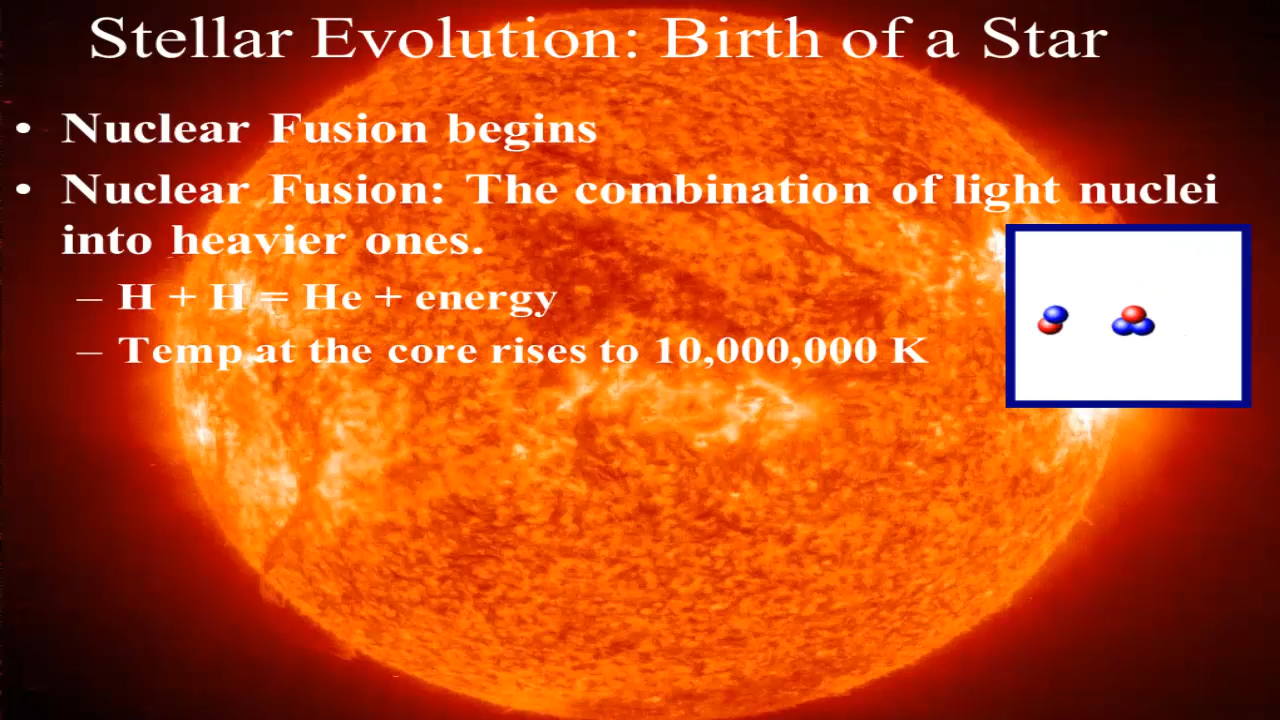 Stellar Evolution: Birth of a Star
• Nuclear Fusion begins
• Nuclear Fusion: The combination of light nuclei
into heavier ones.
– H + H = He + energy
– Temp at the core rises to 10,000,000 K